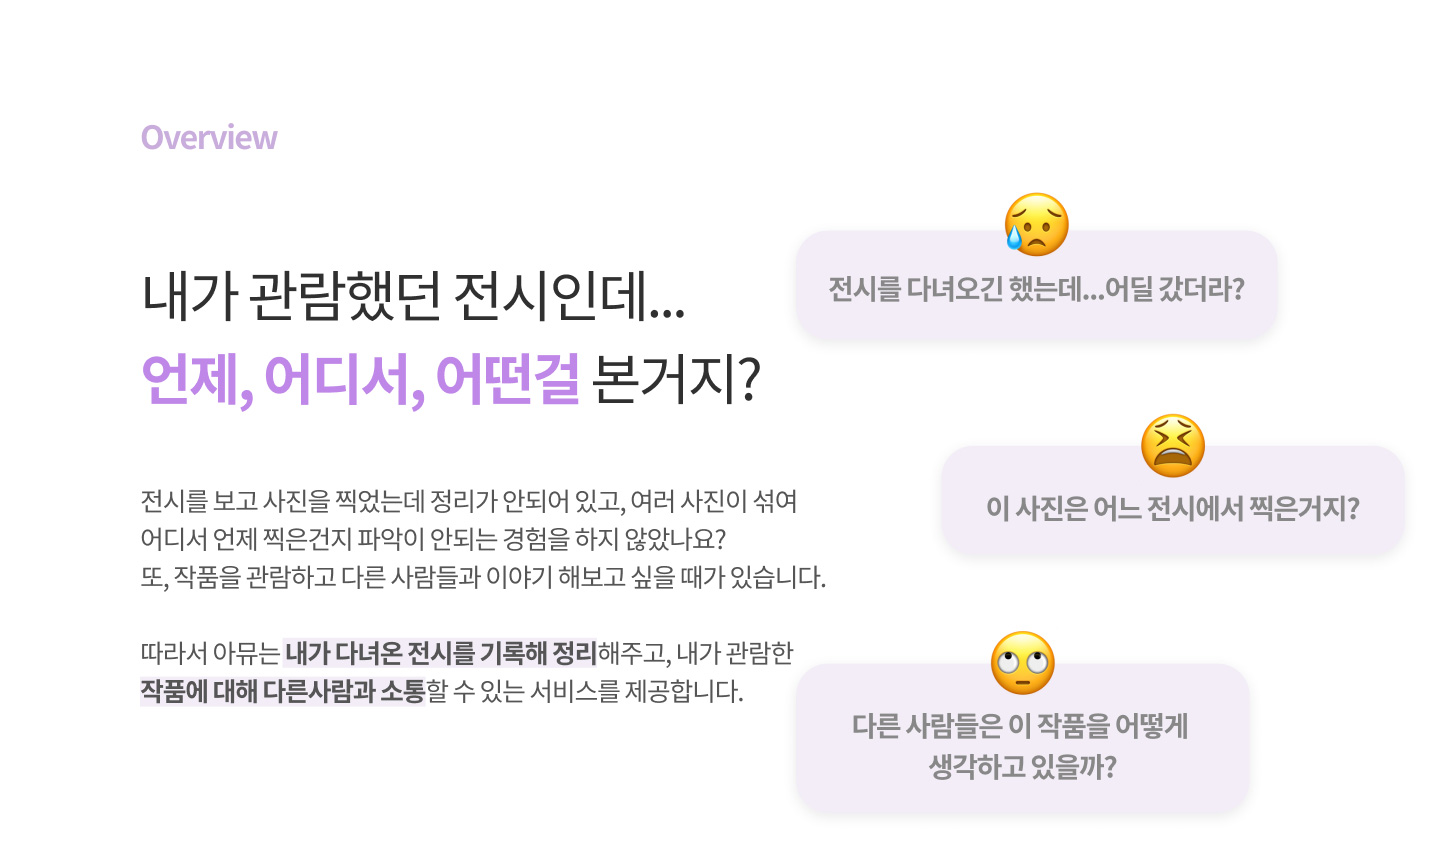 Overview
내가 관람했던 전시인데...
언제, 어디서, 어떤걸 본거지?
전시를 보고 사진을 찍었는데 정리가 안되어 있고, 여러 사진이 섞여
어디서 언제 찍은건지 파악이 안되는 경험을 하지 않았나요?
또, 작품을 관람하고 다른 사람들과 이야기 해보고 싶을 때가 있습니다.
따라서 아뮤는 내가 다녀온 전시를 기록해 정리해주고, 내가 관람한
작품에 대해 다른사람과 소통할 수 있는 서비스를 제공합니다.
전시를 다녀오긴 했는데...어딜 갔더라?
이 사진은 어느 전시에서 찍은거지?
다른 사람들은 이 작품을 어떻게
생각하고 있을까?